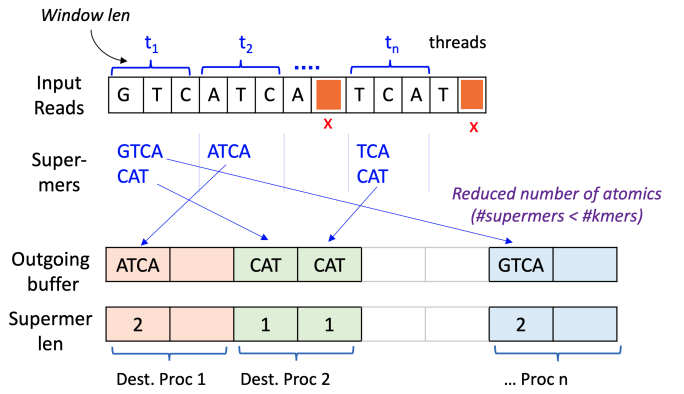 Window len
t1 t2 .... tn threads
Input Reads
G T C A T C A T C A T
x x
Super-mers
GTCA ATCA TCA
CAT CAT
Reduced number of atomics
(#supermers < #kmers)
Outgoing buffer
ATCA CAT CAT GTCA
Supermer len
2 1 1 2
Dest. Proc 1 Dest. Proc 2 ... Proc n